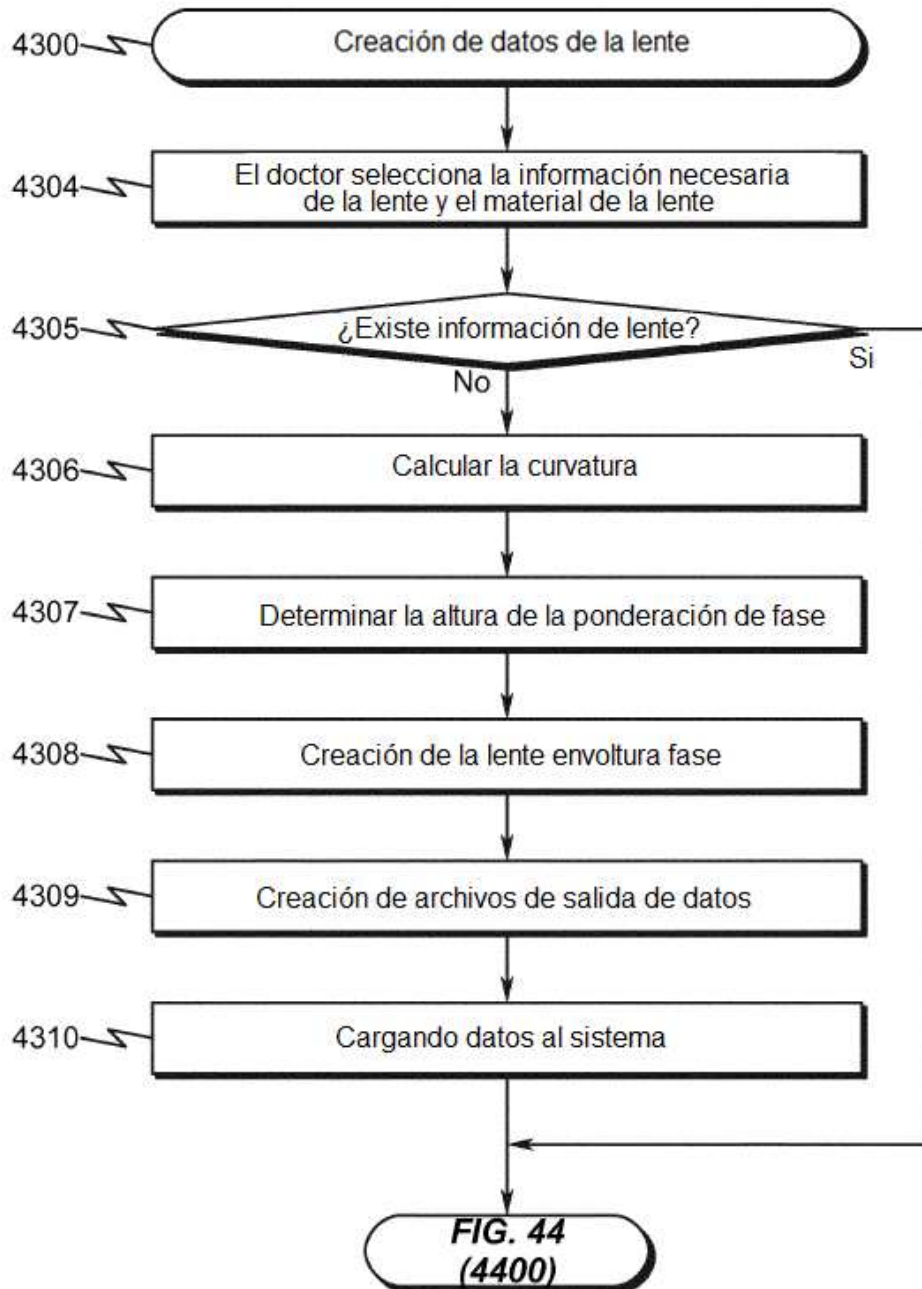 4300
Creación de datos de la lente
4304
El doctor selecciona la información necesaria
de la lente y el material de la lente
4305
¿Existe información de lente?
Si
No
4306
Calcular la curvatura
4307
Determinar la altura de la ponderación de fase
4308
Creación de la lente envoltura fase
4309
Creación de archivos de salida de datos
4310
Cargando datos al sistema
FIG. 44
(4400)